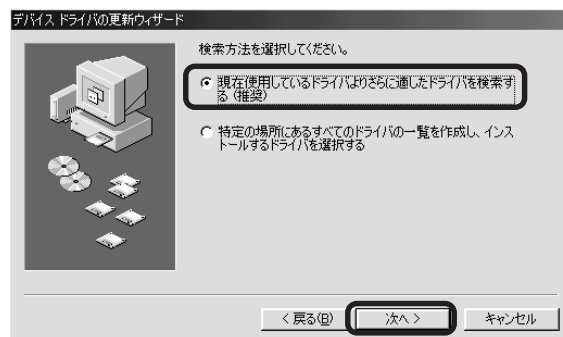 デバイス ドライバの更新ウィザード
検索方法を選択してください。
現在使用しているドライバよりさらに適したドライバを検索す
る (推奨)
特定の場所にあるすべてのドライバの一覧を作成し、インス
トールするドライバを選択する
< 戻る(B)
次へ >
キャンセル